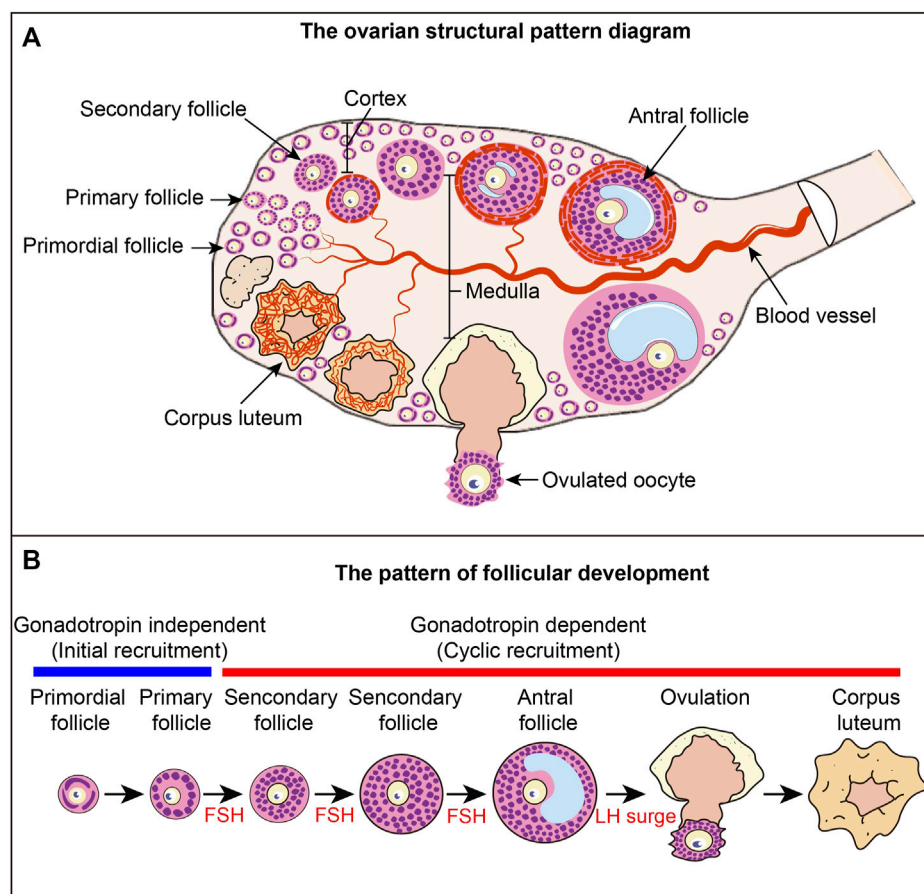 A
The ovarian structural pattern diagram
Secondary follicle
Cortex
Antral follicle
Primary follicle
Primordial follicle
Medulla
Blood vessel
Corpus luteum
Ovulated oocyte
B
The pattern of follicular development
Gonadotropin independent
(Initial recruitment)
Gonadotropin dependent
(Cyclic recruitment)
Primordial
follicle
Primary
follicle
Sencondary
follicle
Sencondary
follicle
Antral
follicle
Ovulation
Corpus
luteum
FSH
FSH
FSH
LH surge